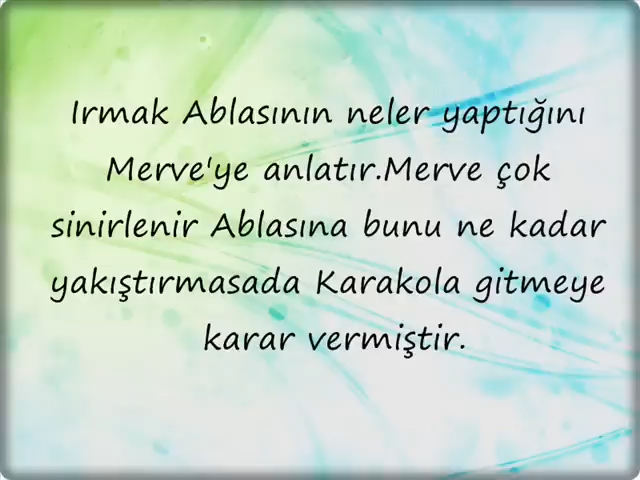 Irmak Ablasının neler yaptığını
Merve'ye anlatır.Merve çok
sinirlenir Ablasına bunu ne kadar
yakıştırmasada Karakola gitmeye
karar vermiştir.